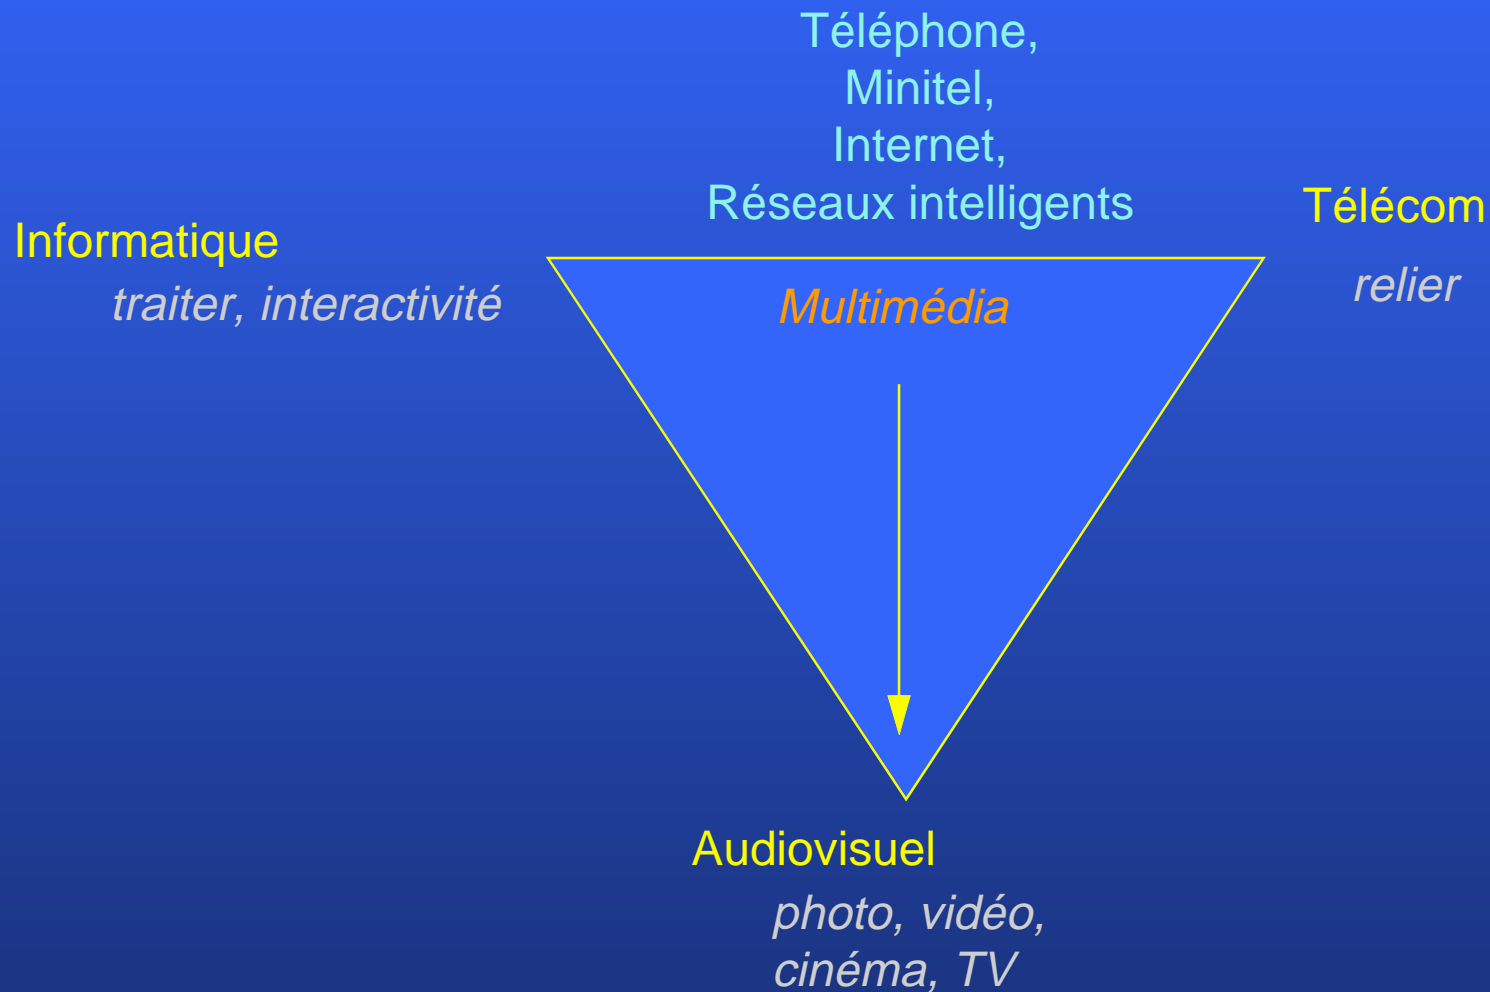 Téléphone,
Minitel,
Internet,
Réseaux intelligents
Télécom
relier
Informatique
traiter, interactivité
Multimédia
Audiovisuel
photo, vidéo,
cinéma, TV